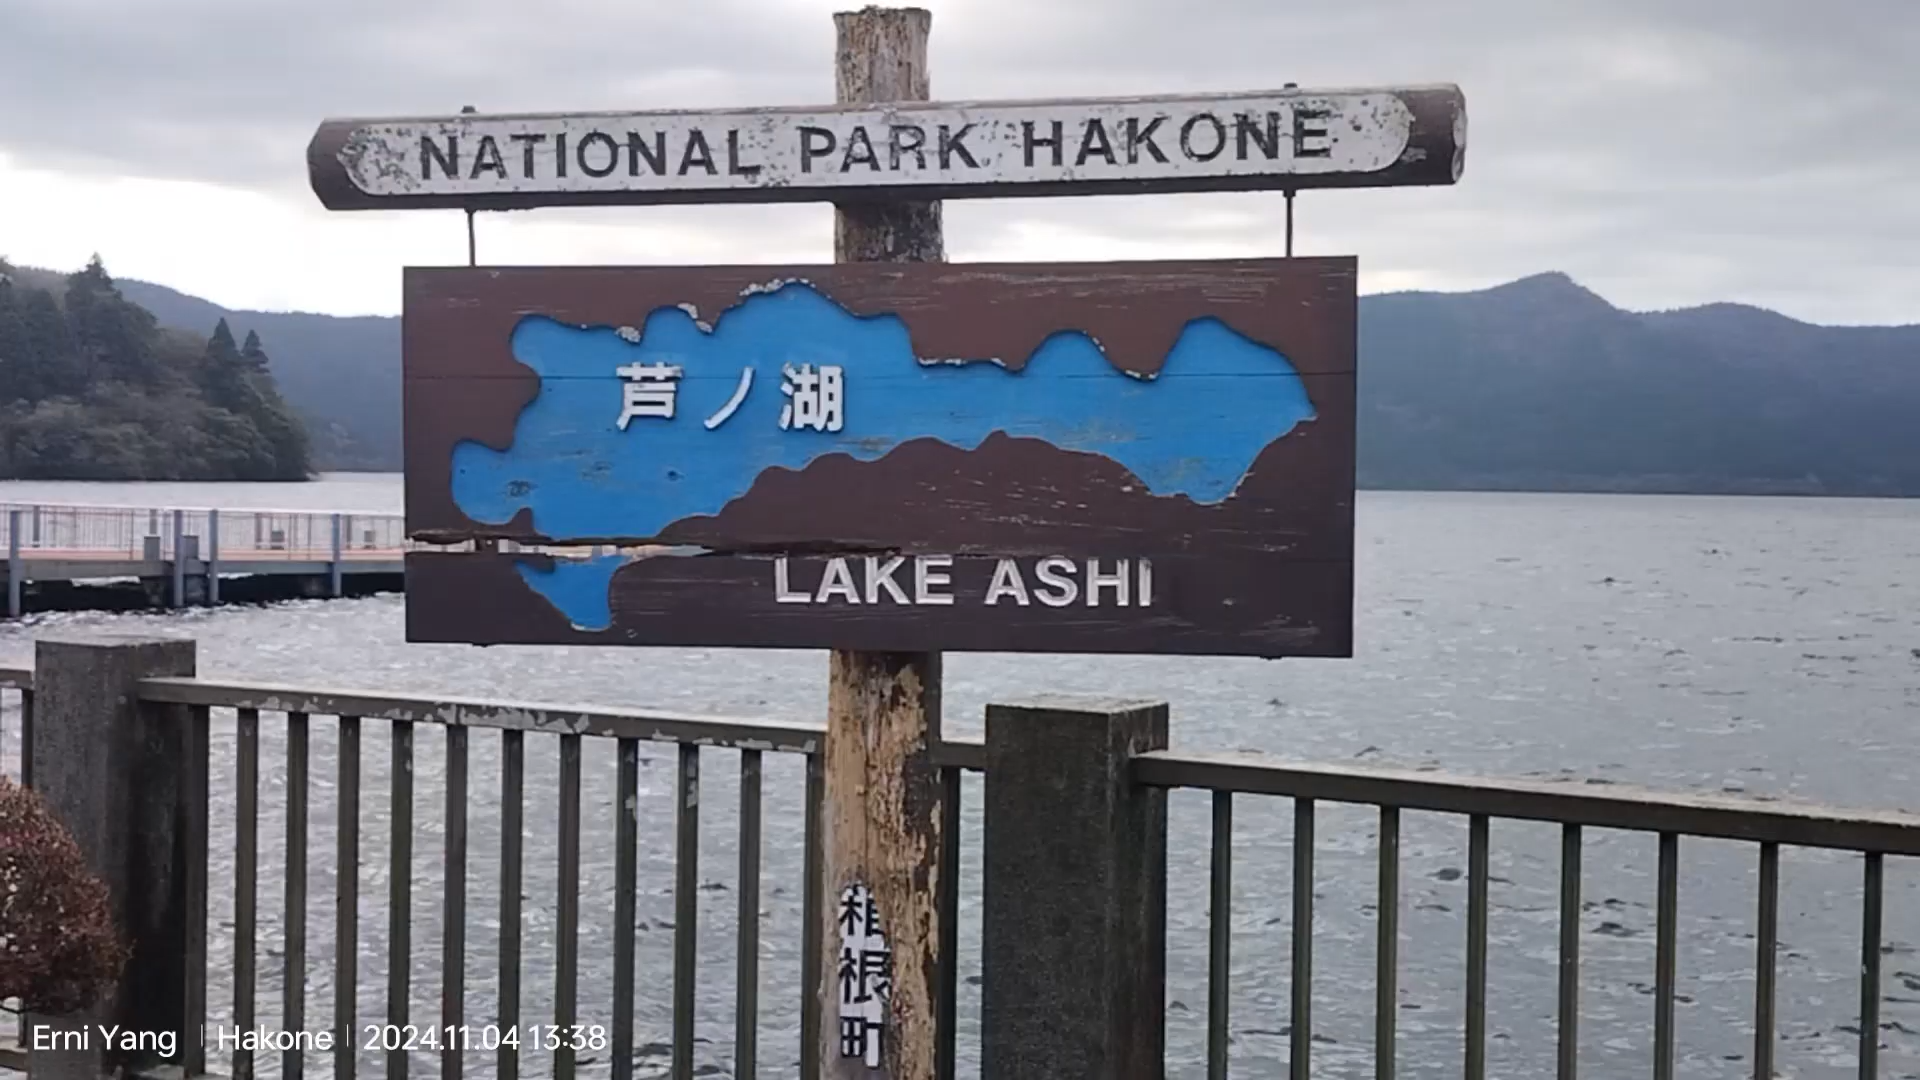 NATIONAL PARK HAKONE
芦ノ湖
LAKE ASHI
箱根町
Erni Yang | Hakone | 2024.11.04 13:38